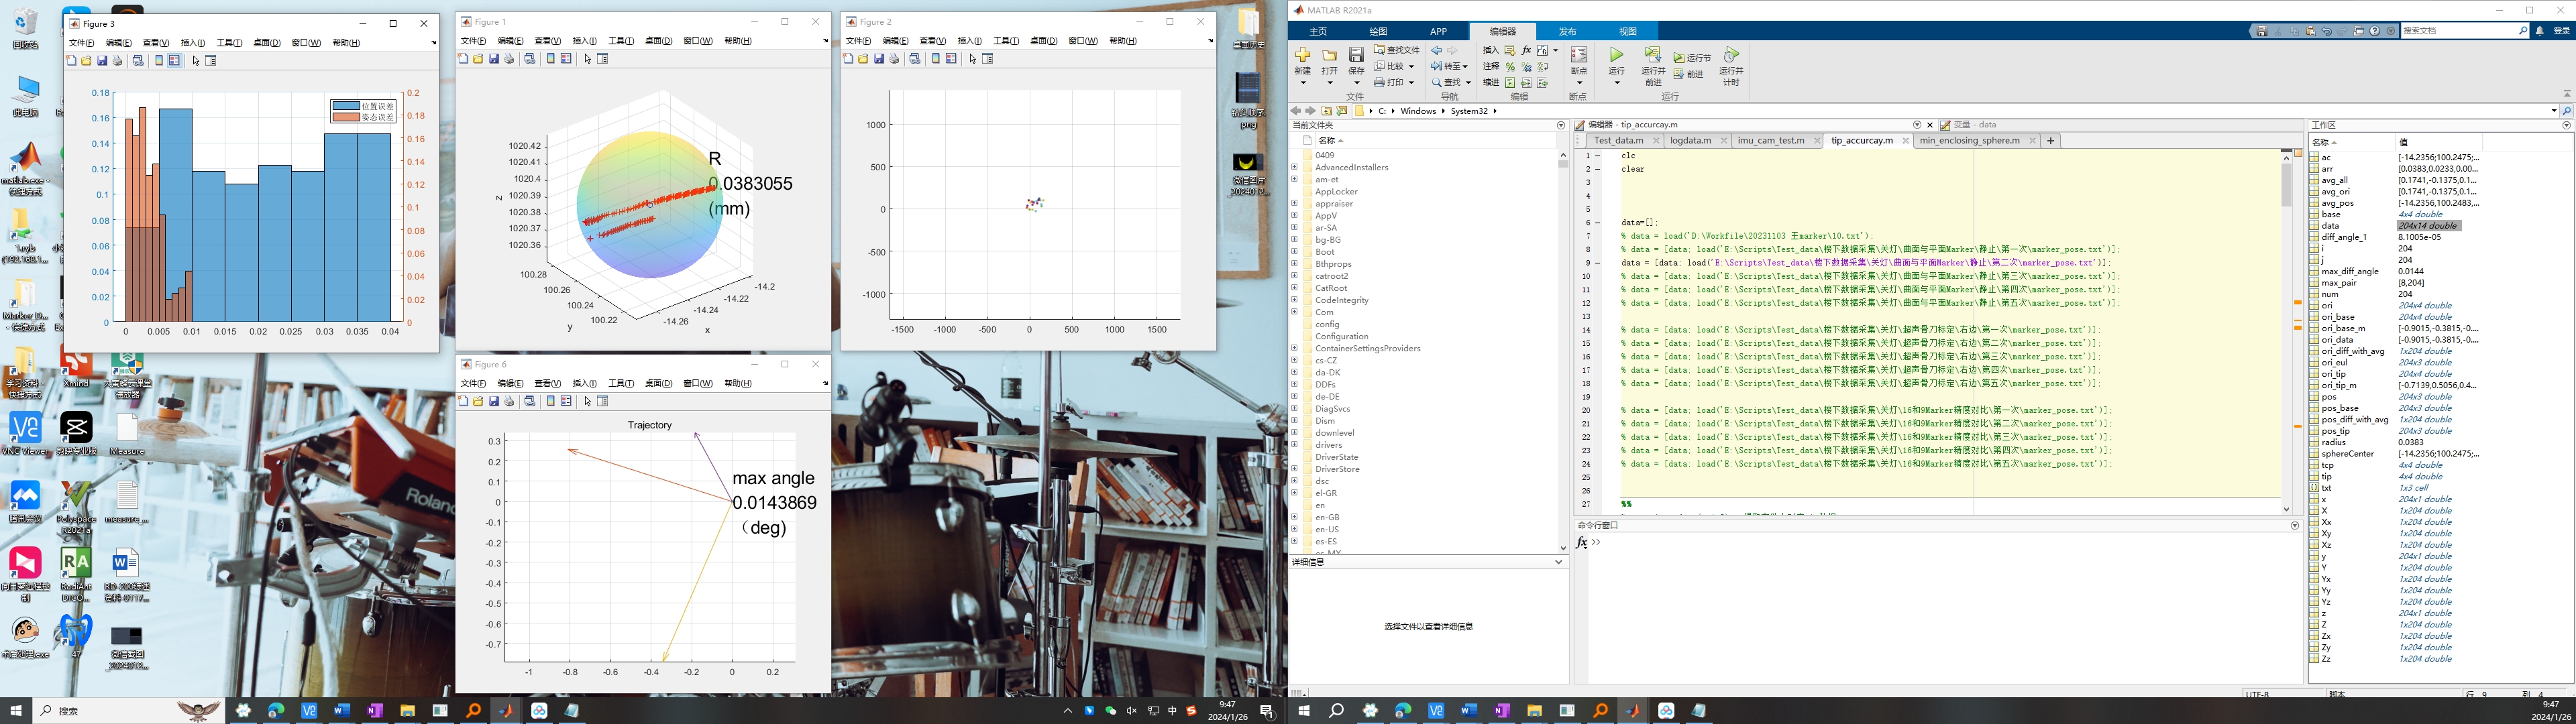 回收站
此电脑
Figure 3
文件(F) 编辑(E) 查看(V) 插入(I) 工具(T) 桌面(D) 窗口(W) 帮助(H)
0.18
0.16
0.14
0.12
0.1
0.08
0.06
0.04
0.02
0
0 0.005 0.01 0.015 0.02 0.025 0.03 0.035 0.04
0.2
0.18
0.16
0.14
0.12
0.1
0.08
0.06
0.04
0.02
0
位置误差
姿态误差
Figure 1
文件(F) 编辑(E) 查看(V) 插入(I) 工具(T) 桌面(D) 窗口(W) 帮助(H)
1020.42
1020.41
1020.4
1020.39
1020.38
1020.37
1020.36
z
100.28
100.26
100.24
100.22
y
-14.26
-14.24
-14.22
-14.2
x
R
0.0383055
(mm)
Figure 2
文件(F) 编辑(E) 查看(V) 插入(I) 工具(T) 桌面(D) 窗口(W) 帮助(H)
1000
500
0
-500
-1000
-1500 -1000 -500 0 500 1000 1500
Figure 6
文件(F) 编辑(E) 查看(V) 插入(I) 工具(T) 桌面(D) 窗口(W) 帮助(H)
Trajectory
0.3
0.2
0.1
0
-0.1
-0.2
-0.3
-0.4
-0.5
-0.6
-0.7
-1 -0.8 -0.6 -0.4 -0.2 0 0.2
max angle
0.0143869
（deg)
Xmind
VNC Viewer
Measure
腾讯会议
Polyspace R2021a
measure_...
Roland
搜索
中
9:47
2024/1/26
MATLAB R2021a
主页 绘图 APP 编辑器 发布 视图
搜索文档
登录
新建 打开 保存
查找文件
比较
打印
转至
查找
插入
注释
缩进
断点
运行
运行并前进
运行节
前进
运行并计时
文件 导航 编辑 断点 运行
C: Windows System32
当前文件夹
名称
0409
AdvancedInstallers
am-et
AppLocker
appraiser
AppV
ar-SA
bg-BG
Boot
Bthprops
catroot2
CatRoot
CodeIntegrity
Com
config
Configuration
ContainerSettingsProviders
cs-CZ
da-DK
DDFs
de-DE
DiagSvcs
Dism
downlevel
drivers
DriverState
DriverStore
dsc
el-GR
en
en-GB
en-US
es-ES
es-MX
详细信息
选择文件以查看详细信息
编辑器 - tip_accurcay.m
变量 - data
Test_data.m logdata.m imu_cam_test.m tip_accurcay.m min_enclosing_sphere.m
1 clc
2 clear
3
4
5
6 data=[];
7 % data = load('D:\Workfile\20231103 王marker\10.txt');
8 % data = [data; load('E:\Scripts\Test_data\楼下数据采集\关灯\曲面与平面Marker\静止\第一次\marker_pose.txt')];
9 data = [data; load('E:\Scripts\Test_data\楼下数据采集\关灯\曲面与平面Marker\静止\第二次\marker_pose.txt')];
10 % data = [data; load('E:\Scripts\Test_data\楼下数据采集\关灯\曲面与平面Marker\静止\第三次\marker_pose.txt')];
11 % data = [data; load('E:\Scripts\Test_data\楼下数据采集\关灯\曲面与平面Marker\静止\第四次\marker_pose.txt')];
12 % data = [data; load('E:\Scripts\Test_data\楼下数据采集\关灯\曲面与平面Marker\静止\第五次\marker_pose.txt')];
13
14 % data = [data; load('E:\Scripts\Test_data\楼下数据采集\关灯\超声骨刀标定\右边\第一次\marker_pose.txt')];
15 % data = [data; load('E:\Scripts\Test_data\楼下数据采集\关灯\超声骨刀标定\右边\第二次\marker_pose.txt')];
16 % data = [data; load('E:\Scripts\Test_data\楼下数据采集\关灯\超声骨刀标定\右边\第三次\marker_pose.txt')];
17 % data = [data; load('E:\Scripts\Test_data\楼下数据采集\关灯\超声骨刀标定\右边\第四次\marker_pose.txt')];
18 % data = [data; load('E:\Scripts\Test_data\楼下数据采集\关灯\超声骨刀标定\右边\第五次\marker_pose.txt')];
19
20 % data = [data; load('E:\Scripts\Test_data\楼下数据采集\关灯\16和9Marker精度对比\第一次\marker_pose.txt')];
21 % data = [data; load('E:\Scripts\Test_data\楼下数据采集\关灯\16和9Marker精度对比\第二次\marker_pose.txt')];
22 % data = [data; load('E:\Scripts\Test_data\楼下数据采集\关灯\16和9Marker精度对比\第三次\marker_pose.txt')];
23 % data = [data; load('E:\Scripts\Test_data\楼下数据采集\关灯\16和9Marker精度对比\第四次\marker_pose.txt')];
24 % data = [data; load('E:\Scripts\Test_data\楼下数据采集\关灯\16和9Marker精度对比\第五次\marker_pose.txt')];
25
26
27 %%
命令行窗口
fx >>
工作区
名称 值
ac [-14.2356;100.2475;...
arr [0.0383,0.0233,0.00...
avg_all [0.1741,-0.1375,0.1...
avg_ori [0.1741,-0.1375,0.1...
avg_pos [-14.2356,100.2483,...
base 4x4 double
data 204x14 double
diff_angle_1 8.1005e-05
i 204
j 204
max_diff_angle 0.0144
max_pair [8,204]
num 204
ori 204x4 double
ori_base 204x4 double
ori_base_m [-0.9015,-0.3815,-0....
ori_data [-0.9015,-0.3815,-0....
ori_diff_with_avg 1x204 double
ori_eul 204x3 double
ori_tip 204x4 double
ori_tip_m [-0.7139,0.5056,0.4...
pos 204x3 double
pos_base 204x3 double
pos_diff_with_avg 1x204 double
pos_tip 204x3 double
radius 0.0383
sphereCenter [-14.2356,100.2475;...
tcp 4x4 double
tip 4x4 double
txt 1x3 cell
x 204x1 double
X 1x204 double
Xx 1x204 double
Xy 1x204 double
Xz 1x204 double
y 204x1 double
Y 1x204 double
Yx 1x204 double
Yy 1x204 double
Yz 1x204 double
z 204x1 double
Z 1x204 double
Zx 1x204 double
Zy 1x204 double
Zz 1x204 double
UTF-8 脚本 行 9 列 4
9:47
2024/1/26